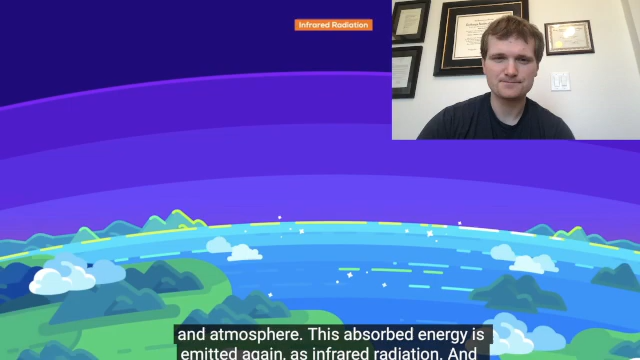 Infrared Radiation
and atmosphere. This absorbed energy is
emitted again, as infrared radiation. And